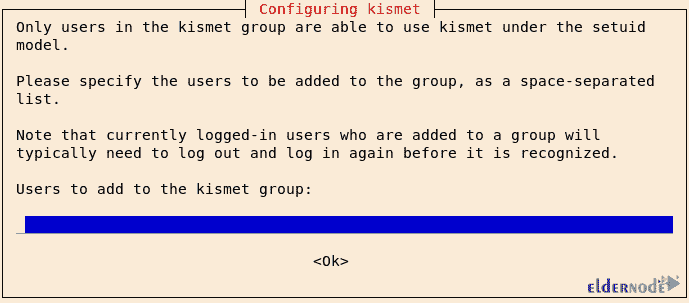 Configuring kismet
Only users in the kismet group are able to use kismet under the setuid
model.
Please specify the users to be added to the group, as a space-separated
list.
Note that currently logged-in users who are added to a group will
typically need to log out and log in again before it is recognized.
Users to add to the kismet group:
<Ok>
eldernode